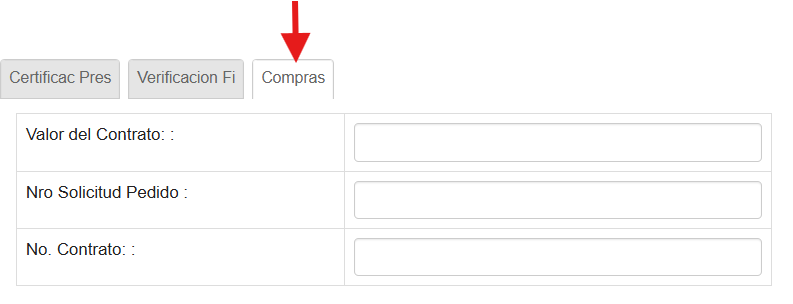 Certificac Pres Verificacion Fi Compras
Valor del Contrato: :
Nro Solicitud Pedido :
No. Contrato: :